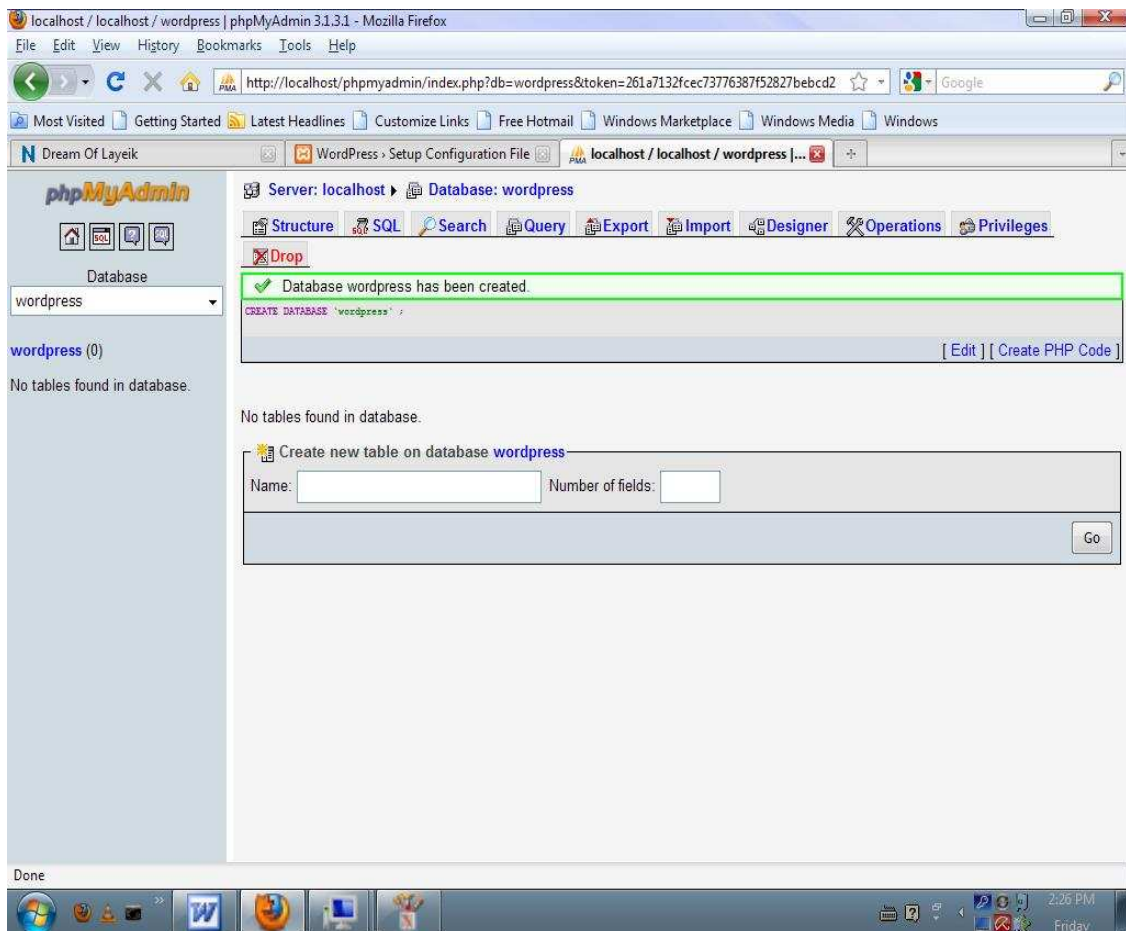 localhost / localhost / wordpress | phpMyAdmin 3.1.3.1 - Mozilla Firefox
File Edit View History Bookmarks Tools Help
PMA http://localhost/phpmyadmin/index.php?db=wordpress&token=261a7132fcec73776387f52827bebcd2 Google
Most Visited Getting Started Latest Headlines Customize Links Free Hotmail Windows Marketplace Windows Media Windows
Dream Of Layeik WordPress › Setup Configuration File localhost / localhost / wordpress |...
phpMyAdmin
SQL
Database
wordpress
wordpress (0)
No tables found in database.
Server: localhost Database: wordpress
Structure SQL Search Query Export Import Designer Operations Privileges
Drop
Database wordpress has been created.
CREATE DATABASE `wordpress` ;
[ Edit ] [ Create PHP Code ]
No tables found in database.
Create new table on database wordpress
Name: Number of fields:
Go
Done
2:26 PM
Friday